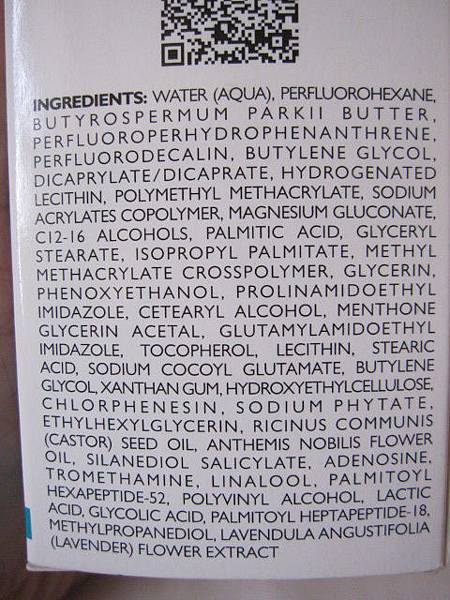 INGREDIENTS: WATER (AQUA), PERFLUOROHEXANE,
BUTYROSPERMUM PARKII BUTTER,
PERFLUOROPERHYDROPHENANTHRENE,
PERFLUORODECALIN, BUTYLENE GLYCOL,
DICAPRYLATE/DICAPRATE, HYDROGENATED
LECITHIN, POLYMETHYL METHACRYLATE, SODIUM
ACRYLATES COPOLYMER, MAGNESIUM GLUCONATE,
C12-16 ALCOHOLS, PALMITIC ACID, GLYCERYL
STEARATE, ISOPROPYL PALMITATE, METHYL
METHACRYLATE CROSSPOLYMER, GLYCERIN,
PHENOXYETHANOL, PROLINAMIDOETHYL
IMIDAZOLE, CETEARYL ALCOHOL, MENTHONE
GLYCERIN ACETAL, GLUTAMYLAMIDOETHYL
IMIDAZOLE, TOCOPHEROL, LECITHIN, STEARIC
ACID, SODIUM COCOYL GLUTAMATE, BUTYLENE
GLYCOL, XANTHAN GUM, HYDROXYETHYLCELLULOSE,
CHLORPHENESIN, SODIUM PHYTATE,
ETHYLHEXYLGLYCERIN, RICINUS COMMUNIS
(CASTOR) SEED OIL, ANTHEMIS NOBILIS FLOWER
OIL, SILANEDIOL SALICYLATE, ADENOSINE,
TROMETHAMINE, LINALOOL, PALMITOYL
HEXAPEPTIDE-52, POLYVINYL ALCOHOL, LACTIC
ACID, GLYCOLIC ACID, PALMITOYL HEPTAPEPTIDE-18,
METHYLPROPANEDIOL, LAVENDULA ANGUSTIFOLIA
(LAVENDER) FLOWER EXTRACT